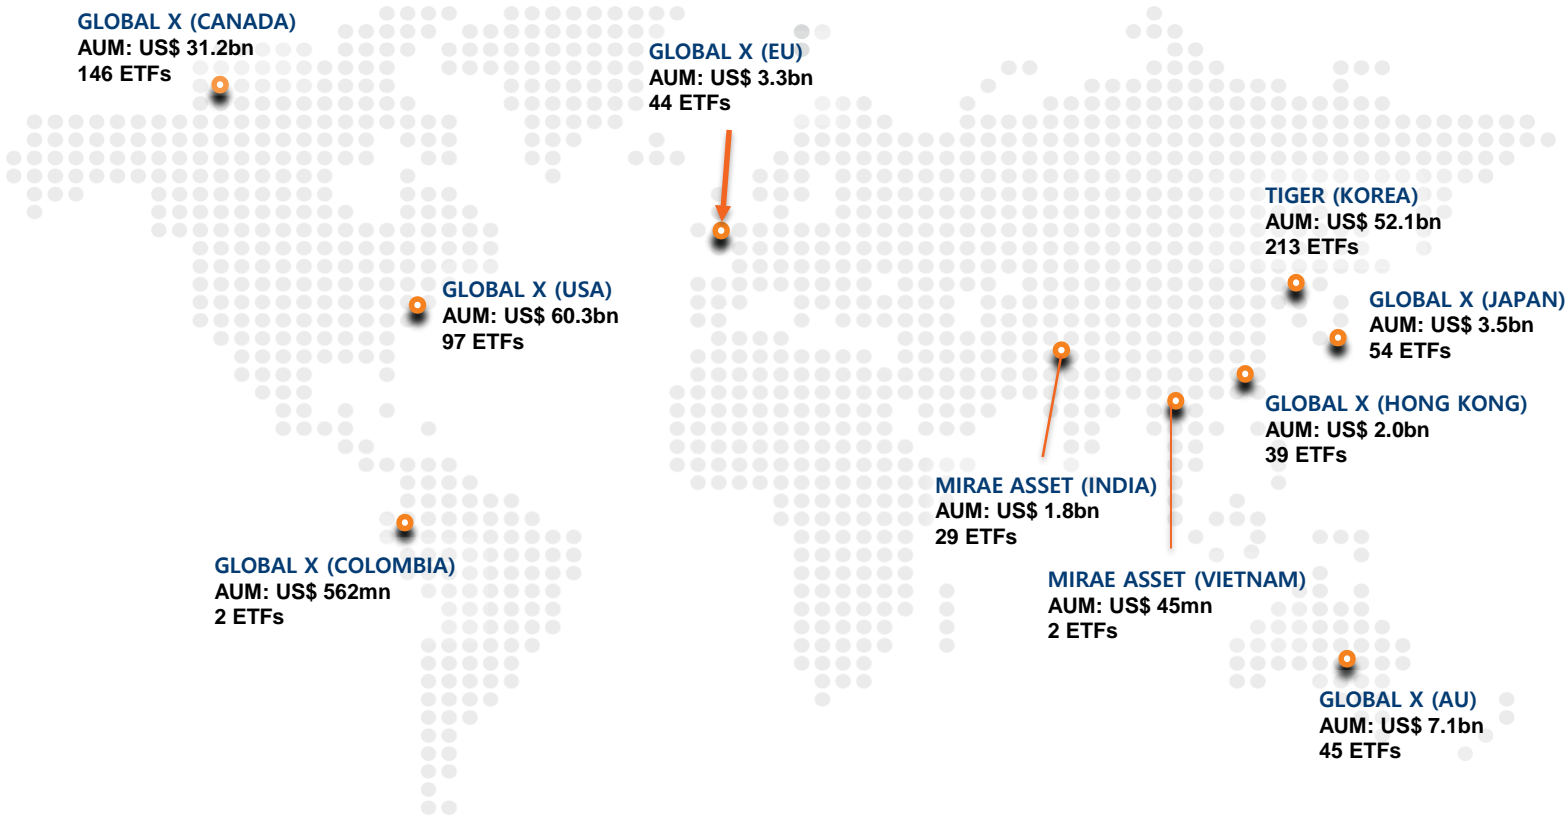 GLOBAL X (CANADA)
AUM: US$ 31.2bn
146 ETFs
GLOBAL X (EU)
AUM: US$ 3.3bn
44 ETFs
TIGER (KOREA)
AUM: US$ 52.1bn
213 ETFs
GLOBAL X (USA)
AUM: US$ 60.3bn
97 ETFs
GLOBAL X (JAPAN)
AUM: US$ 3.5bn
54 ETFs
GLOBAL X (HONG KONG)
AUM: US$ 2.0bn
39 ETFs
MIRAE ASSET (INDIA)
AUM: US$ 1.8bn
29 ETFs
GLOBAL X (COLOMBIA)
AUM: US$ 562mn
2 ETFs
MIRAE ASSET (VIETNAM)
AUM: US$ 45mn
2 ETFs
GLOBAL X (AU)
AUM: US$ 7.1bn
45 ETFs